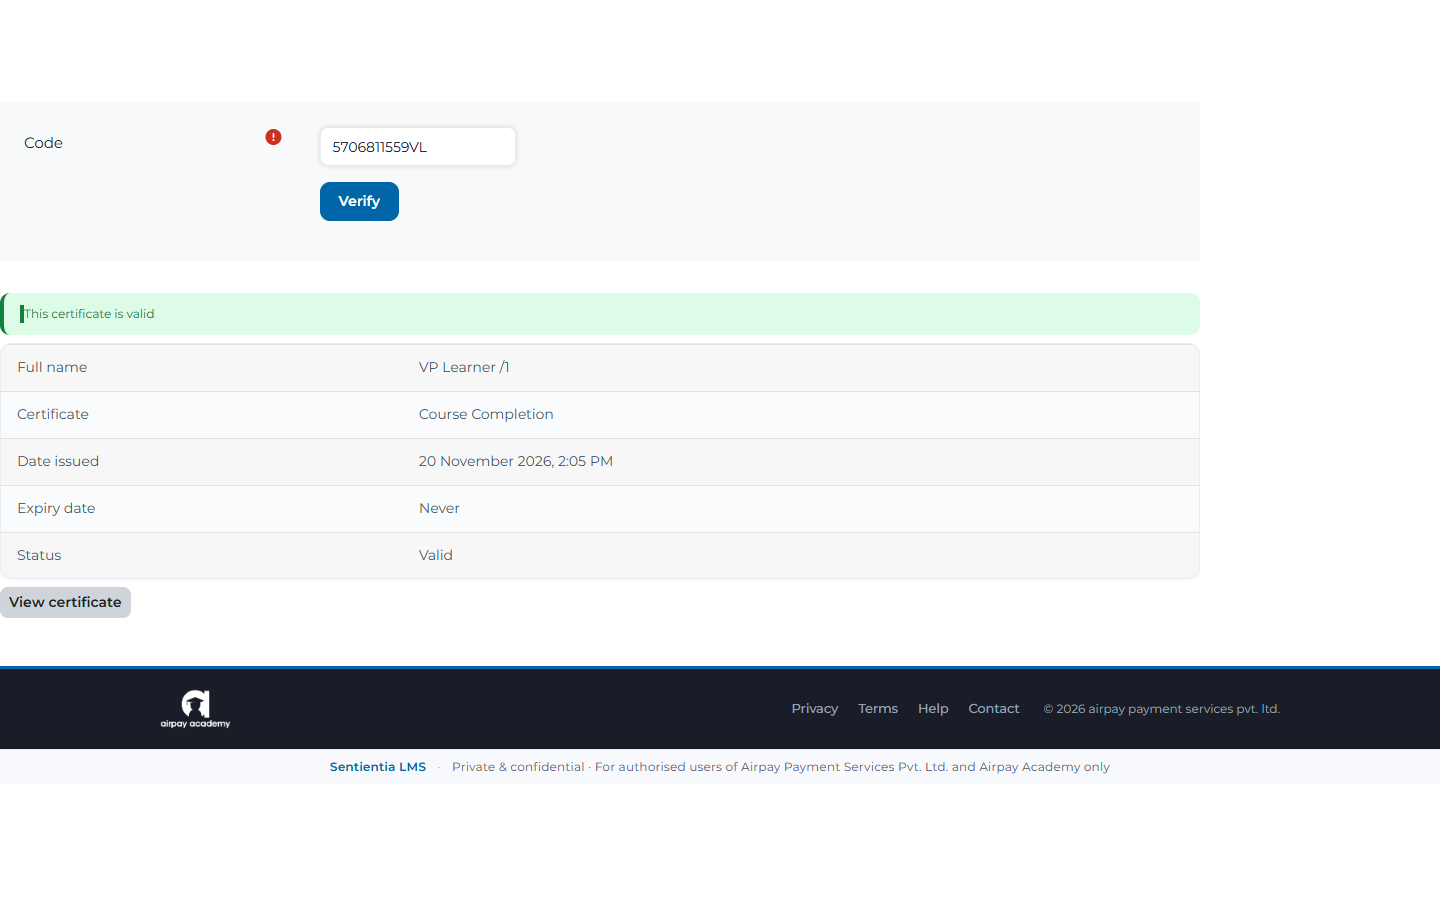 Code
5706811559VL
Verify
This certificate is valid
Full name VP Learner /1
Certificate Course Completion
Date issued 20 November 2026, 2:05 PM
Expiry date Never
Status Valid
View certificate
airpay academy
Privacy Terms Help Contact © 2026 airpay payment services pvt. ltd.
Sentientia LMS · Private & confidential · For authorised users of Airpay Payment Services Pvt. Ltd. and Airpay Academy only